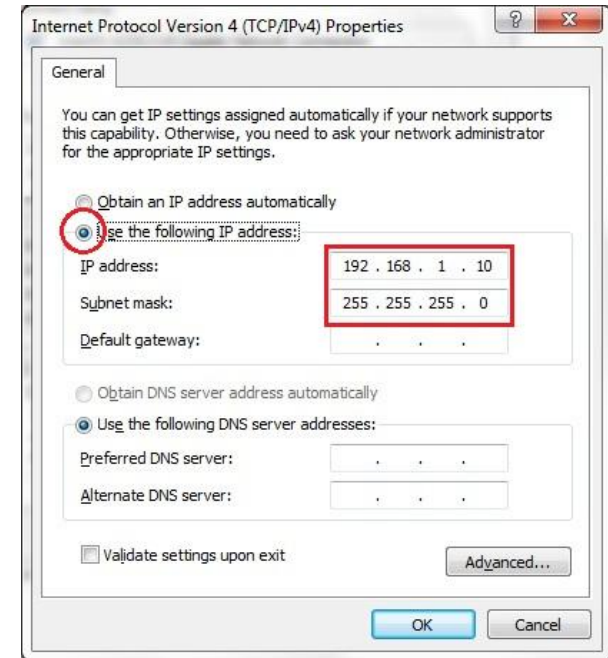 Internet Protocol Version 4 (TCP/IPv4) Properties
General
You can get IP settings assigned automatically if your network supports
this capability. Otherwise, you need to ask your network administrator
for the appropriate IP settings.
Obtain an IP address automatically
Use the following IP address:
IP address: 192 . 168 . 1 . 10
Subnet mask: 255 . 255 . 255 . 0
Default gateway: . . .
Obtain DNS server address automatically
Use the following DNS server addresses:
Preferred DNS server: . . .
Alternate DNS server: . . .
Validate settings upon exit
Advanced...
OK Cancel